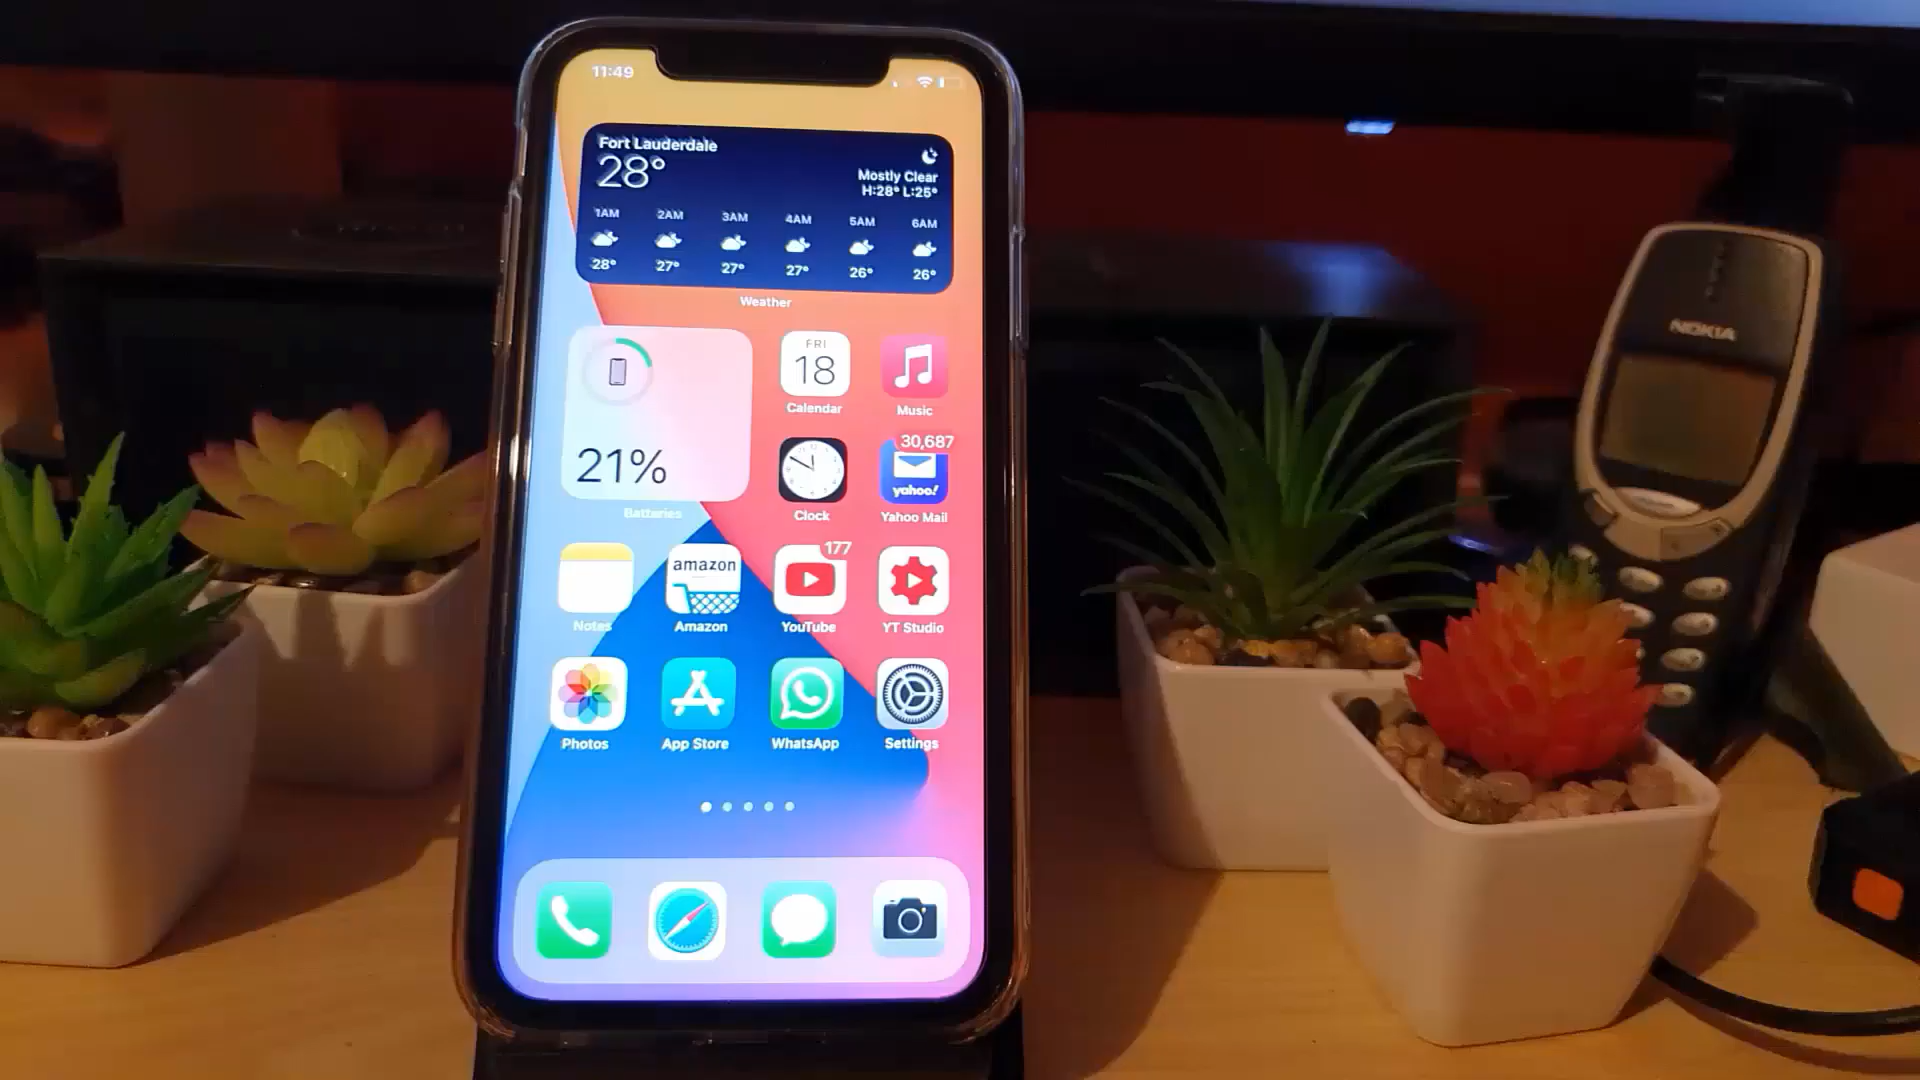 11:49
Fort Lauderdale
28°
Mostly Clear
H:28° L:25°
1AM 2AM 3AM 4AM 5AM 6AM
28° 27° 27° 27° 26° 26°
Weather
FRI
18
Calendar
Music
21%
Batteries
Clock
30,687
yahoo!
Yahoo Mail
Notes
amazon
Amazon
177
YouTube
YT Studio
Photos
App Store
WhatsApp
Settings
NOKIA